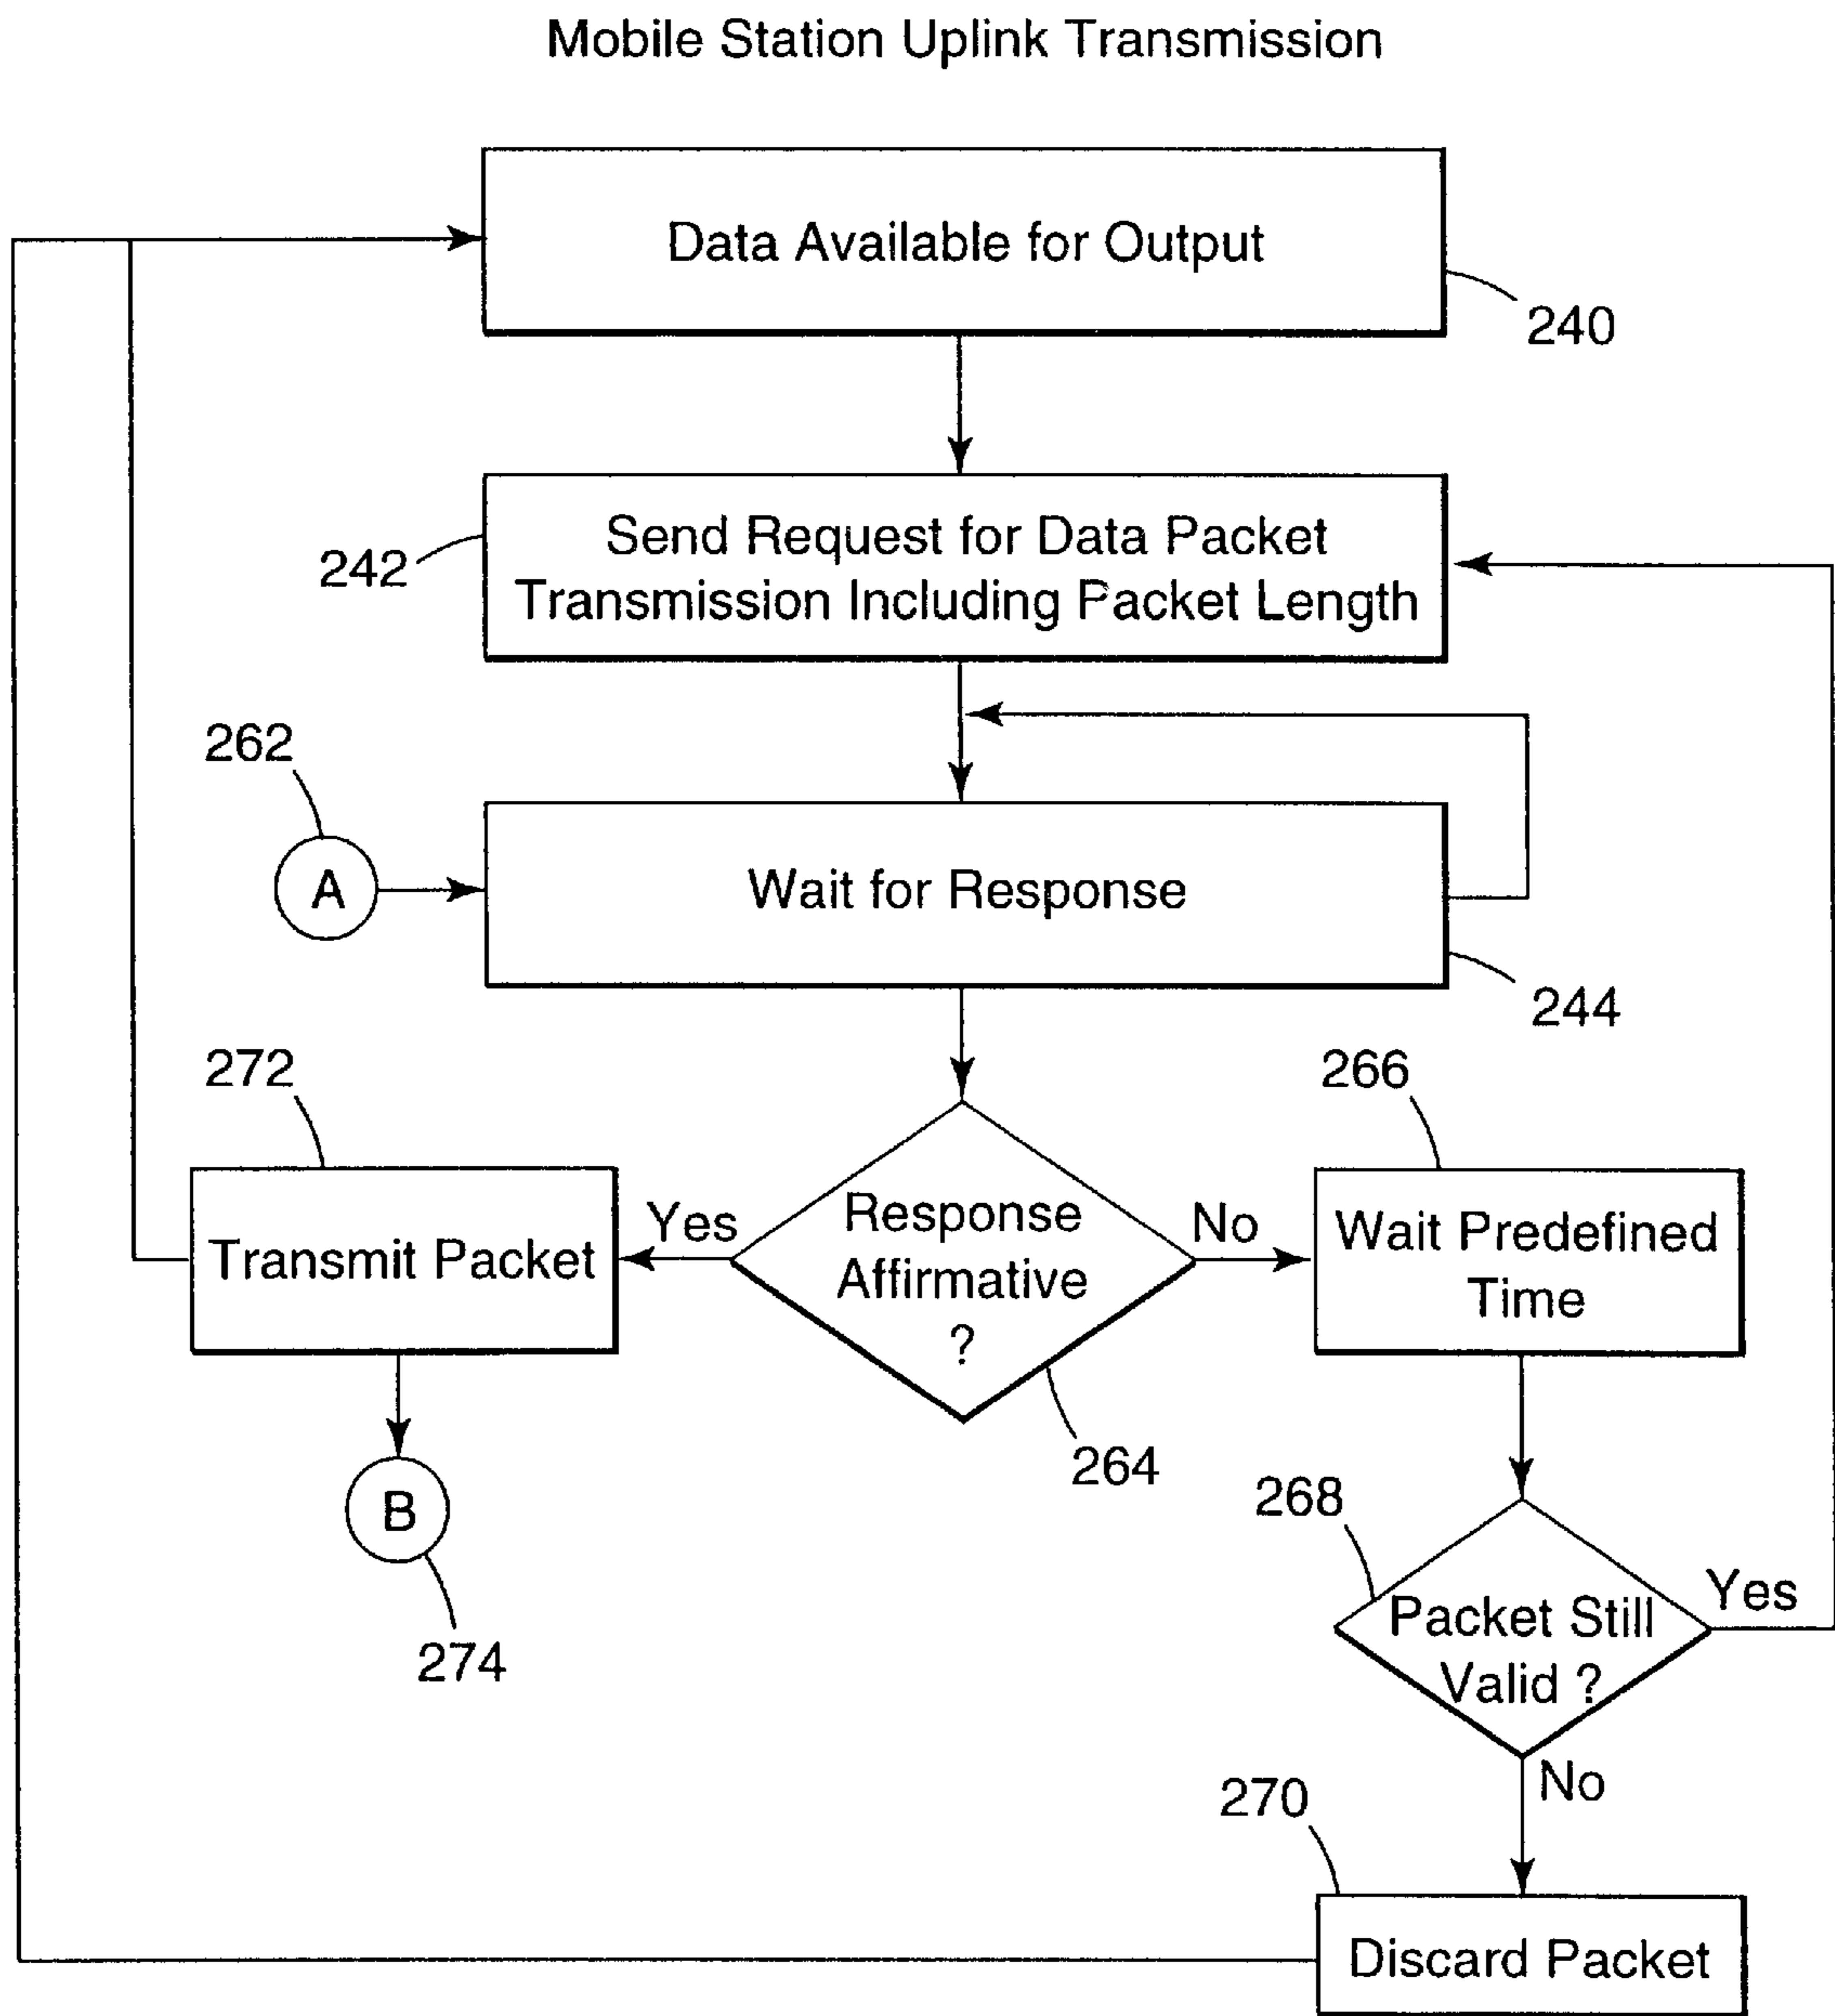 Mobile Station Uplink Transmission
Data Available for Output
240
Send Request for Data Packet
Transmission Including Packet Length
242
262
A
Wait for Response
244
272
266
Transmit Packet
Yes
Response
Affirmative
?
No
Wait Predefined
Time
264
B
274
268
Packet Still
Valid ?
Yes
No
270
Discard Packet